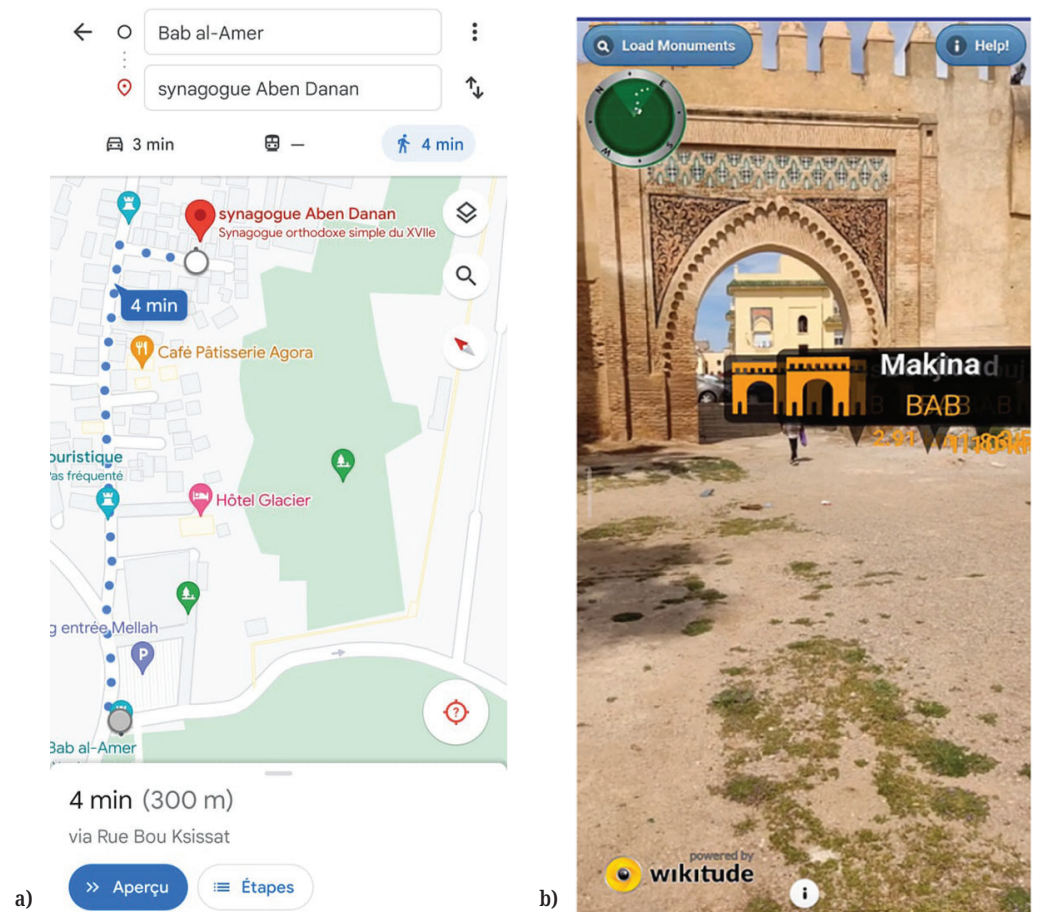 Bab al-Amer
synagogue Aben Danan
3 min
—
4 min
synagogue Aben Danan
Synagogue orthodoxe simple du XVIIe
4 min
Café Pâtisserie Agora
ouristique
as fréquenté
Hôtel Glacier
g entrée Mellah
P
Bab al-Amer
?
4 min (300 m)
via Rue Bou Ksissat
Aperçu
Étapes
a)
Load Monuments
Help!
N
E
S
W
Makina
BAB
2.91
powered by
wikitude
b)